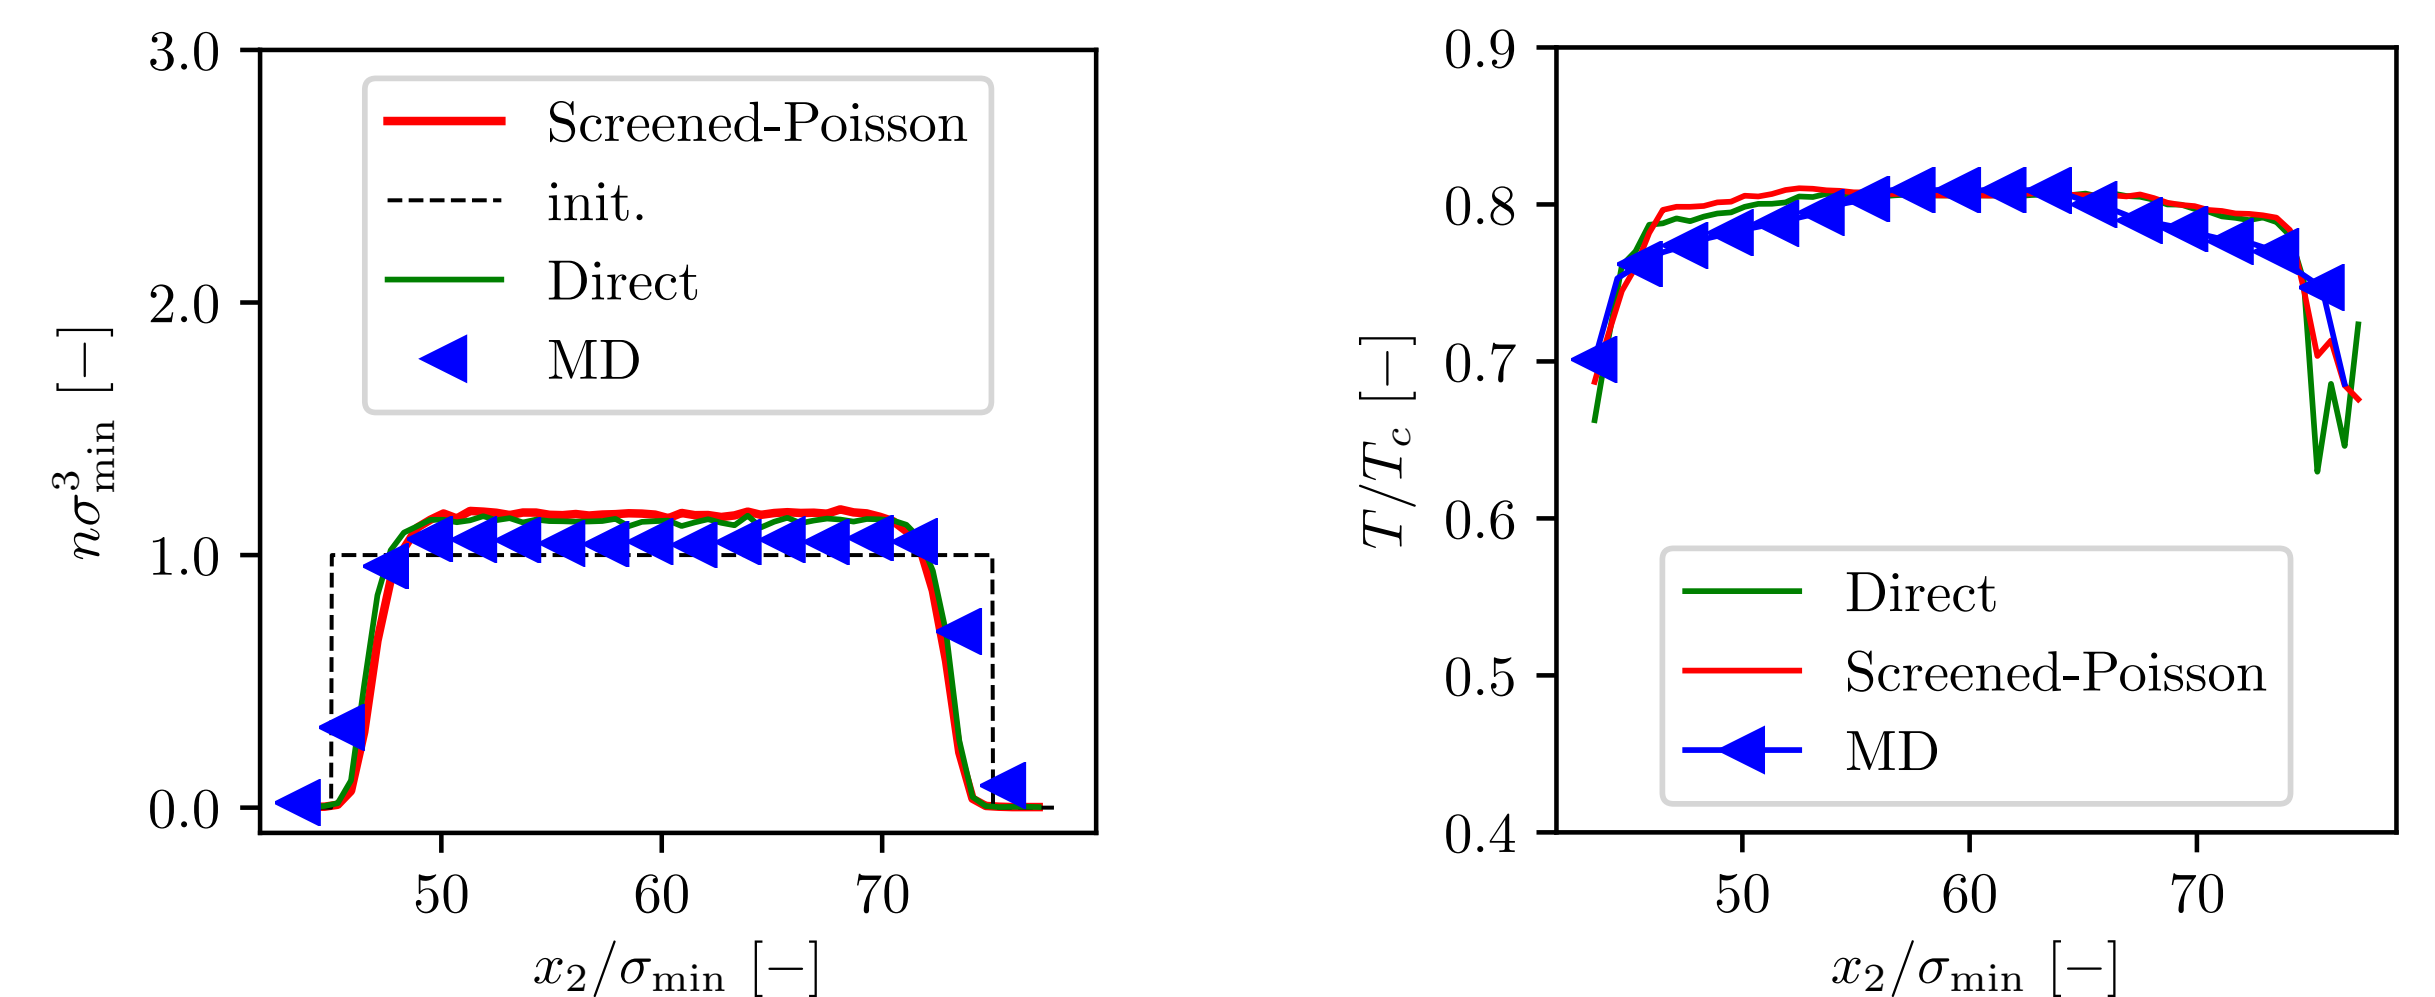 3.0
2.0
1.0
0.0
nσ³min [−]
Screened-Poisson
init.
Direct
MD
50 60 70
x₂/σmin [−]
0.9
0.8
0.7
0.6
0.5
0.4
T/Tc [−]
Direct
Screened-Poisson
MD
50 60 70
x₂/σmin [−]